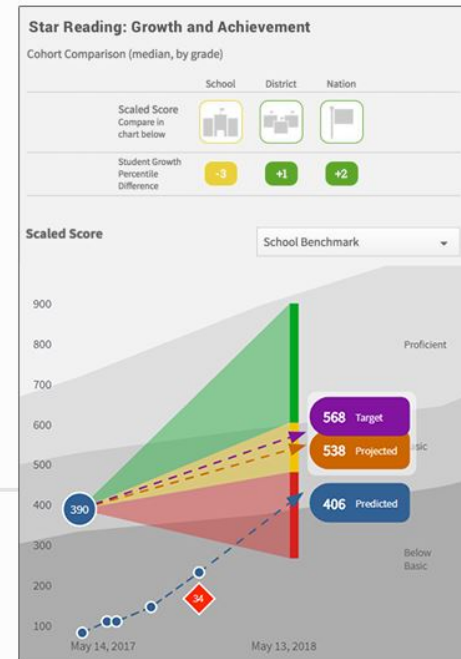 Star Reading: Growth and Achievement
Cohort Comparison (median, by grade)
School District Nation
Scaled Score
Compare in
chart below
Student Growth
Percentile
Difference
-3 +1 +2
Scaled Score
School Benchmark
900
800
Proficient
700
600
568 Target
500
538 Projected
sic
400
390
406 Predicted
300
Below
Basic
200
34
100
May 14, 2017
May 13, 2018